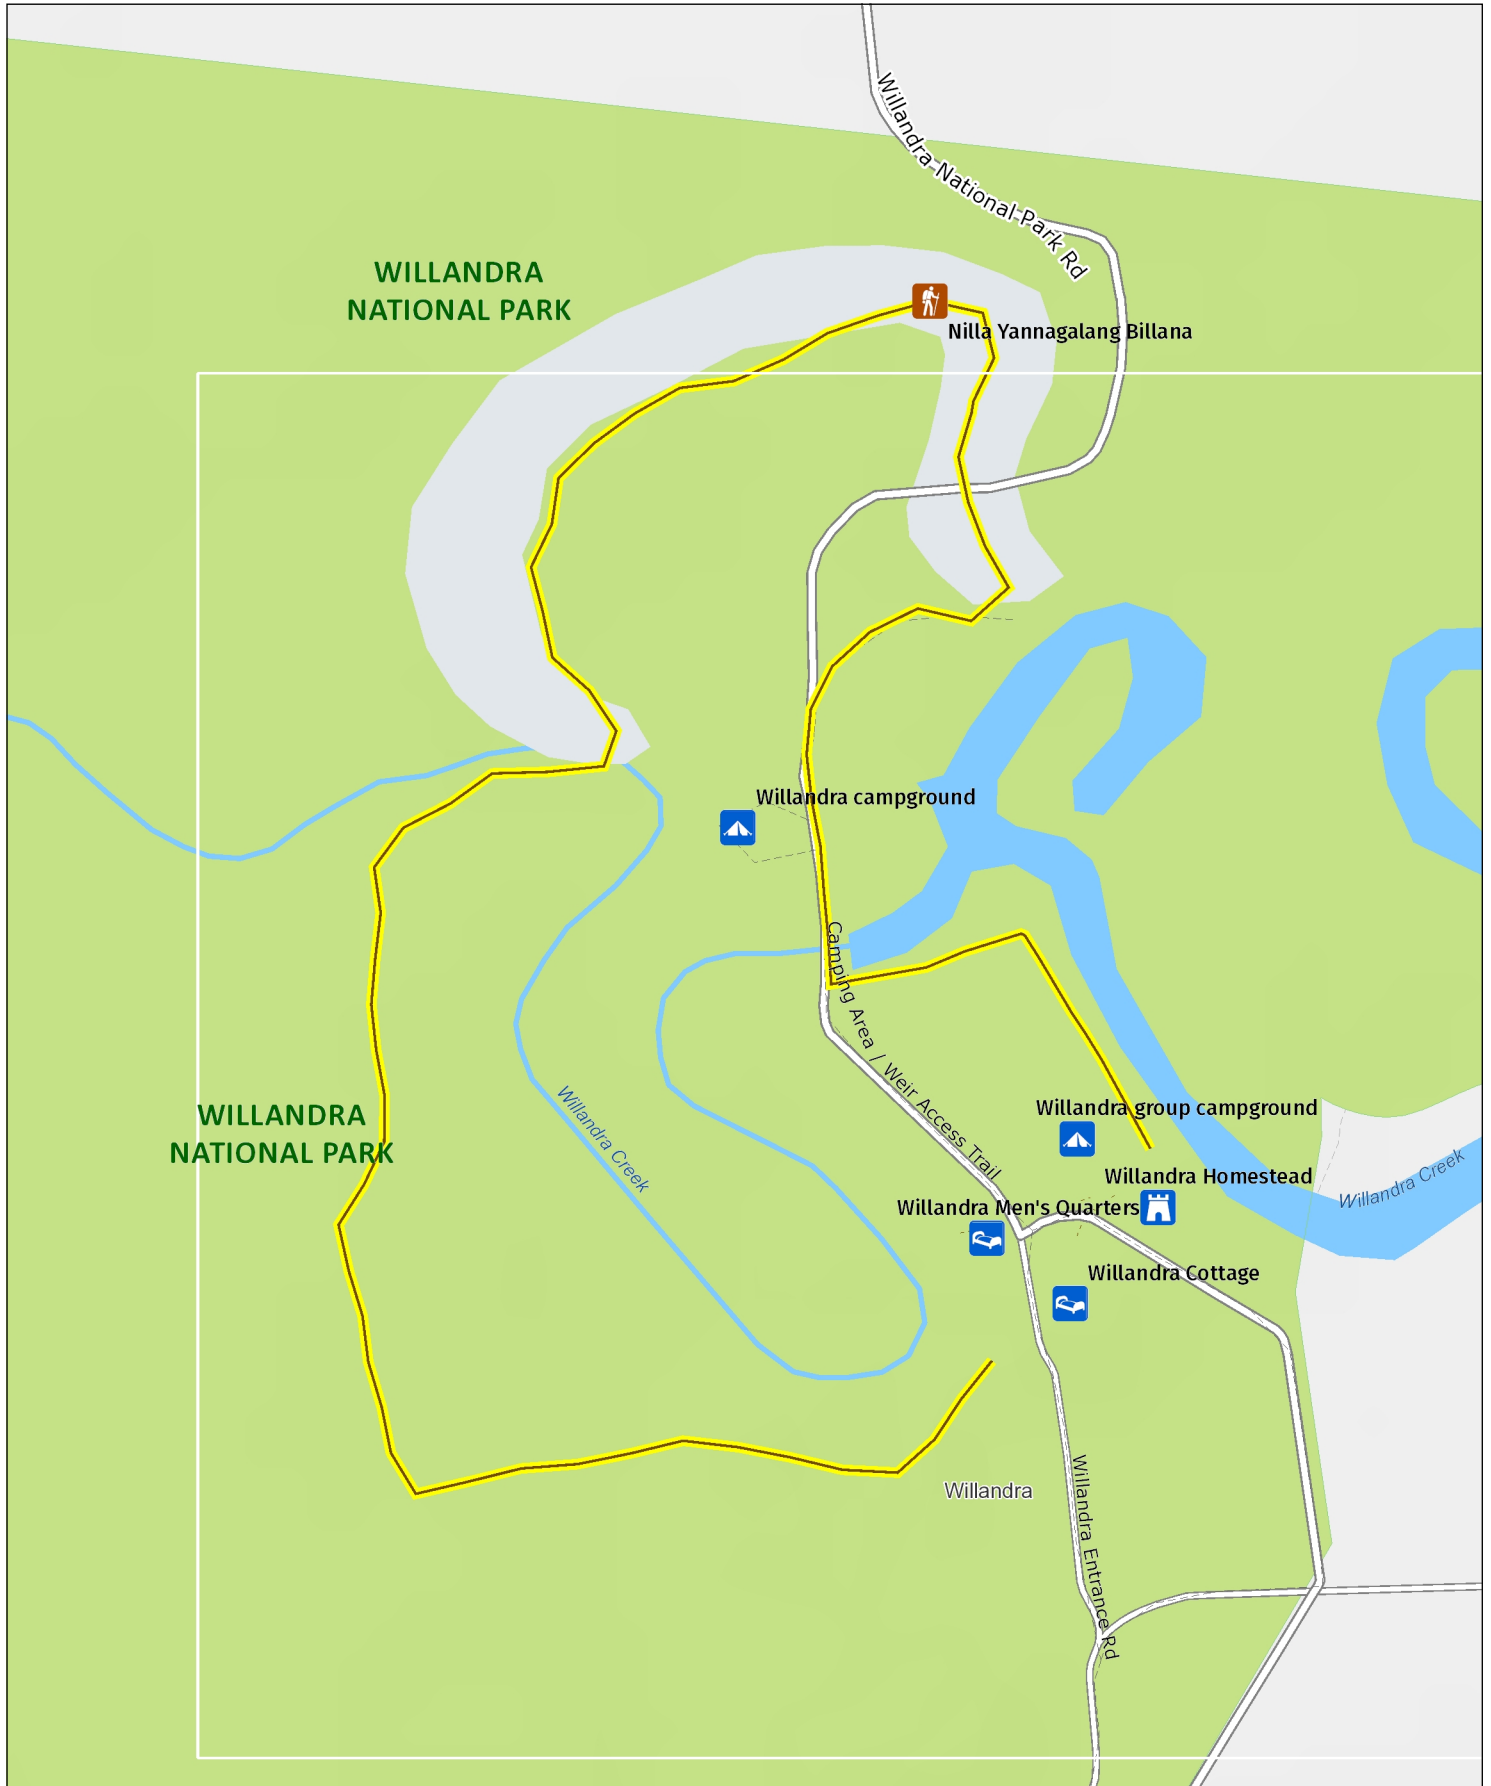 Willandra National Park Rd
WILLANDRA
NATIONAL PARK
Nilla Yannagalang Billana
Willandra campground
Camping Area / Weir Access Trail
WILLANDRA
NATIONAL PARK
Willandra Creek
Willandra group campground
Willandra Homestead
Willandra Creek
Willandra Men's Quarters
Willandra Cottage
Willandra
Willandra Entrance Rd